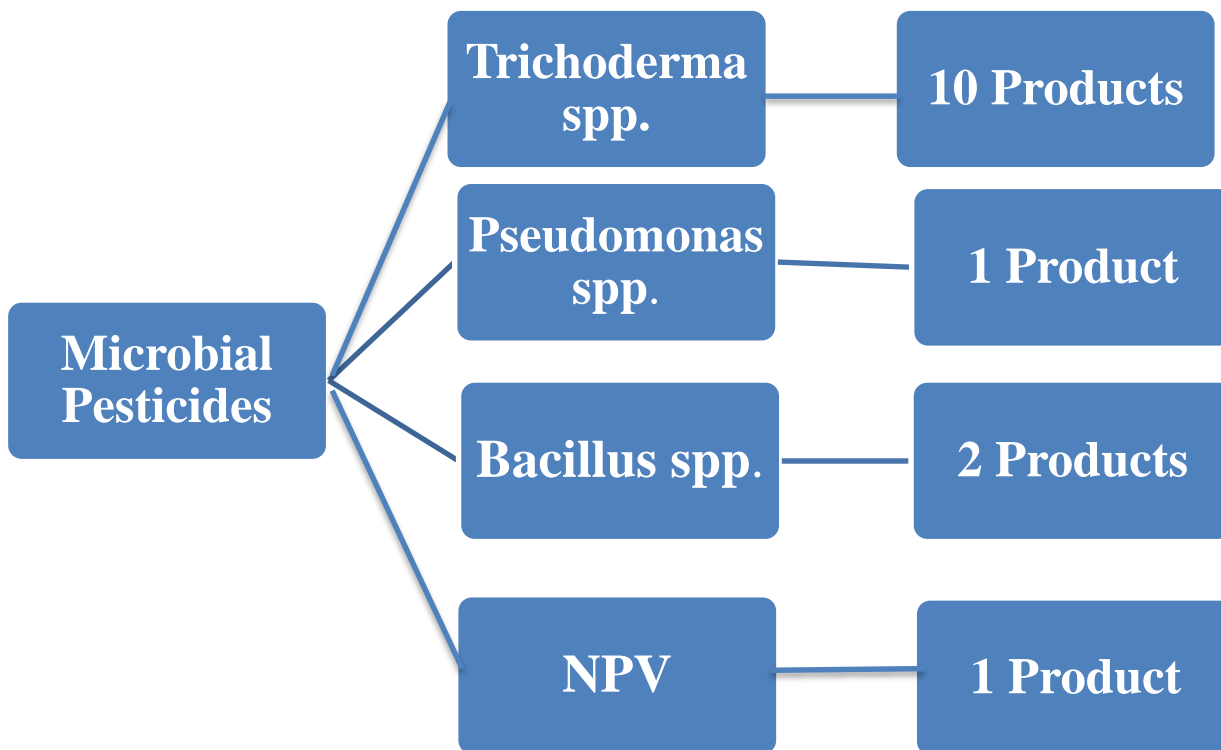 Trichoderma
spp.
10 Products
Pseudomonas
spp.
1 Product
Microbial
Pesticides
Bacillus spp.
2 Products
NPV
1 Product